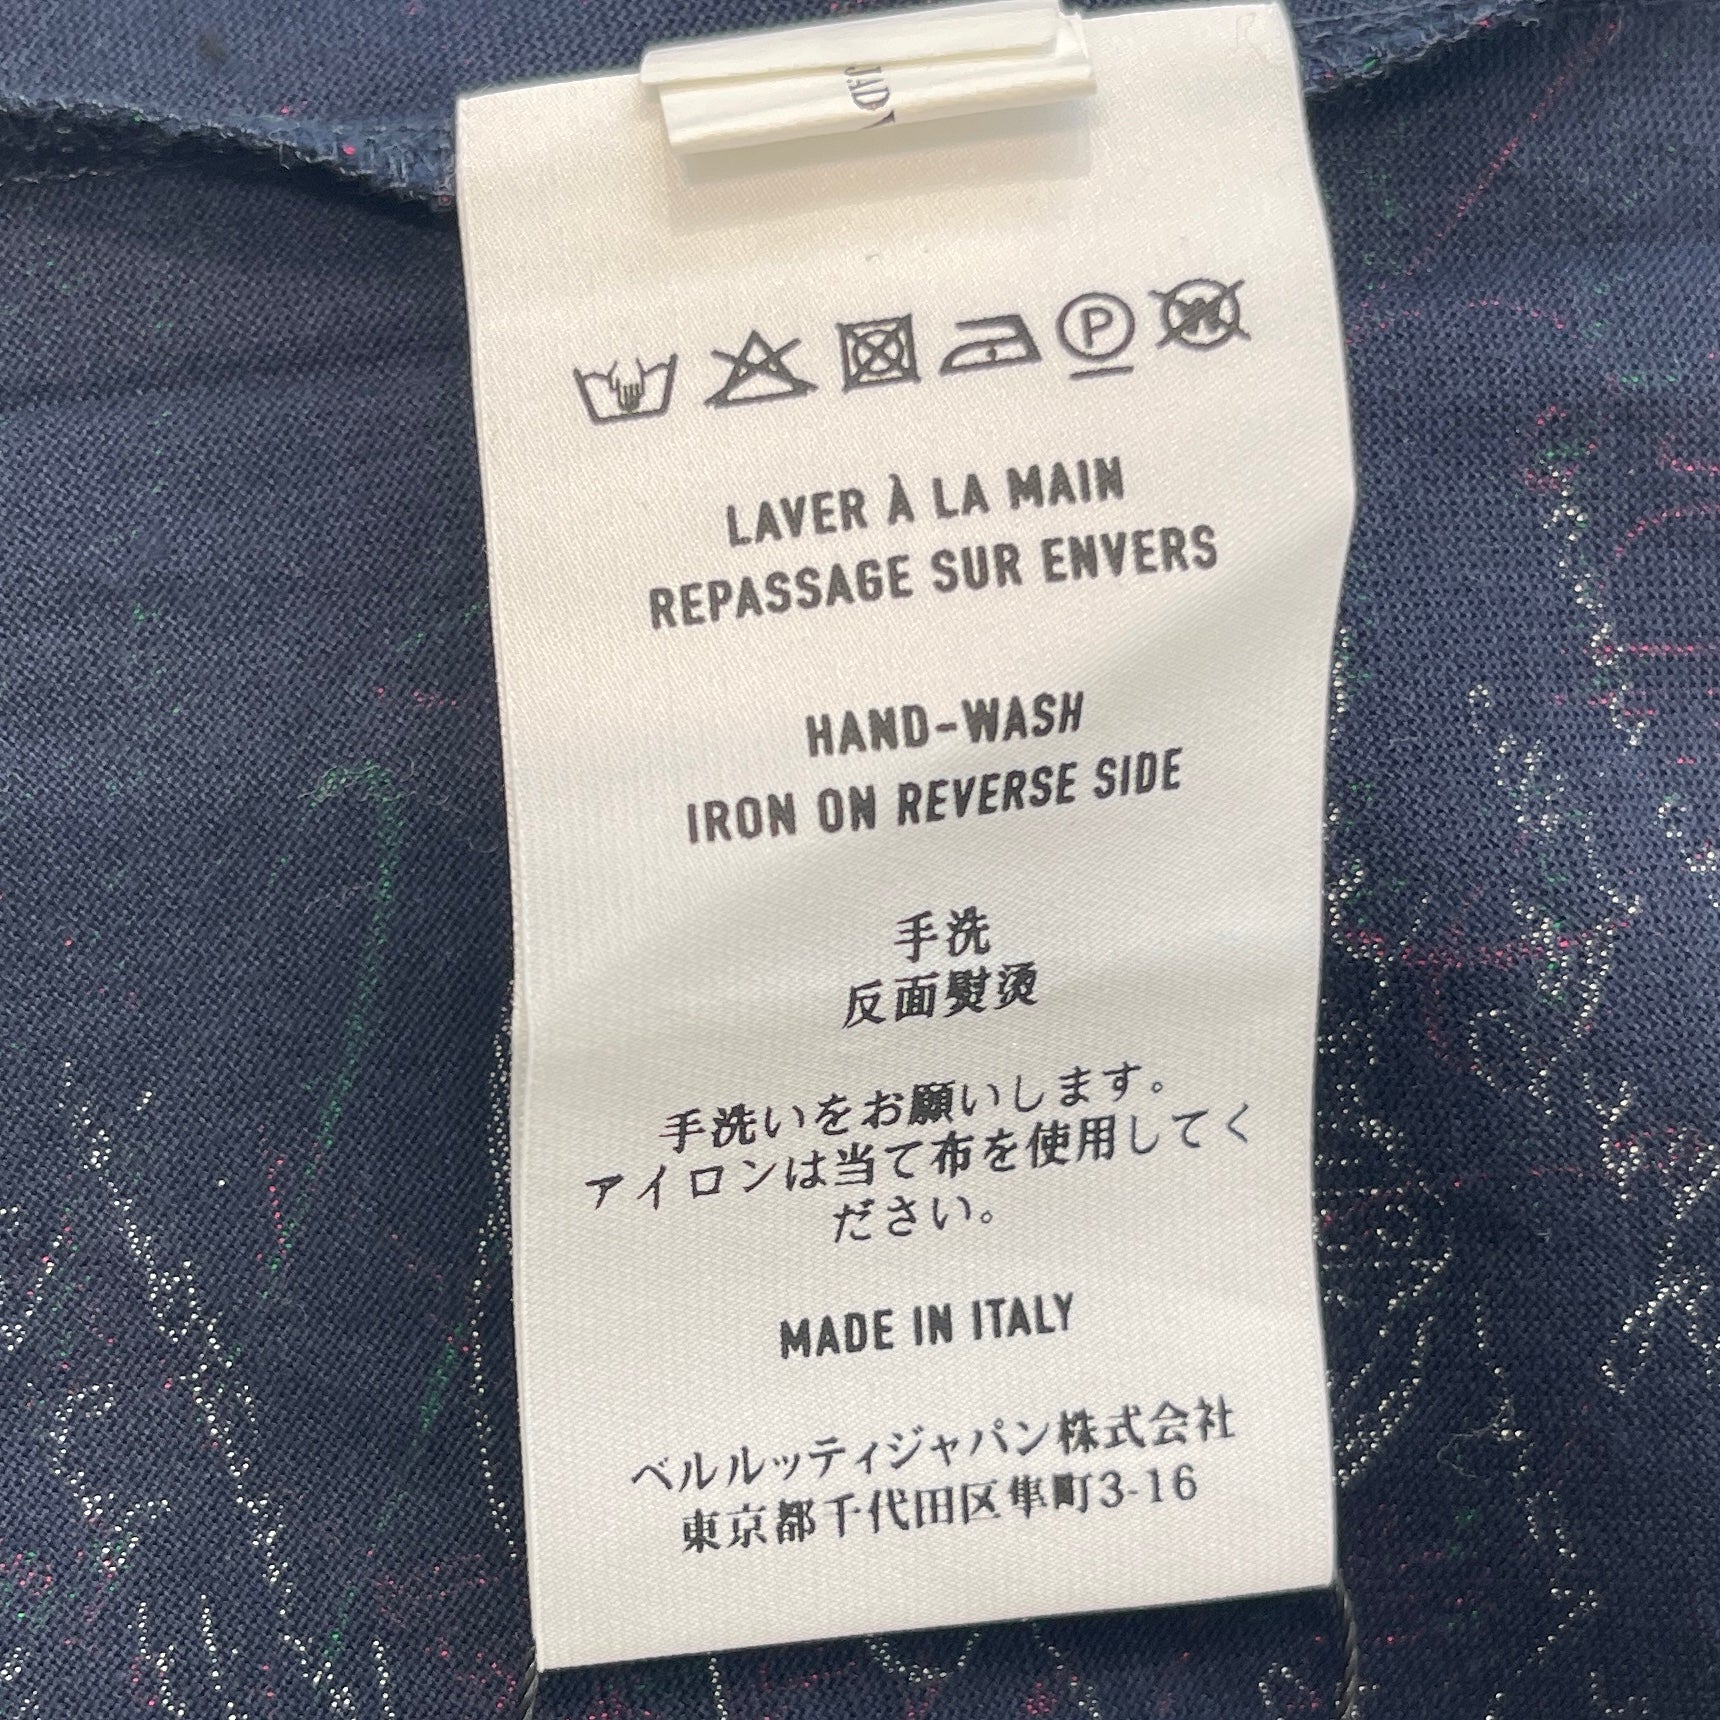 JADY
P
W
LAVER À LA MAIN
REPASSAGE SUR ENVERS
HAND-WASH
IRON ON REVERSE SIDE
手洗
反面熨烫
手洗いをお願いします。
アイロンは当て布を使用してく
ださい。
MADE IN ITALY
ベルルッティジャパン株式会社
東京都千代田区隼町3-16